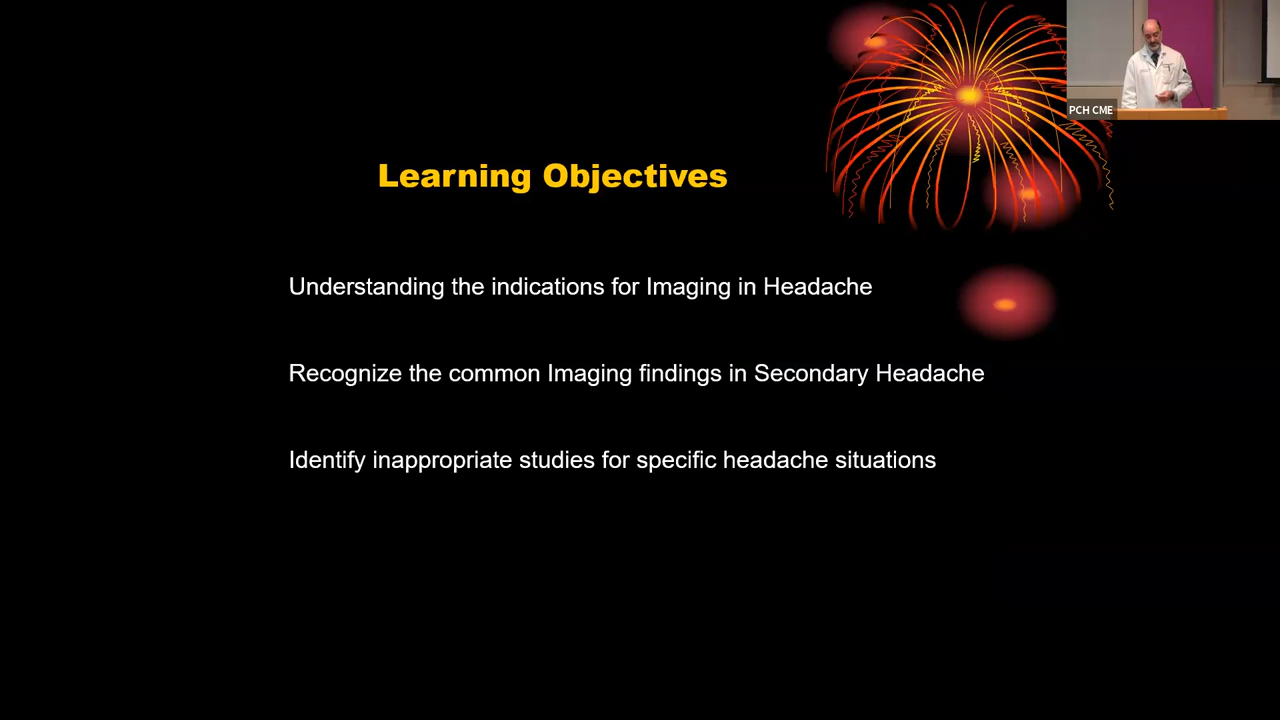 PCH CME
Learning Objectives
Understanding the indications for Imaging in Headache
Recognize the common Imaging findings in Secondary Headache
Identify inappropriate studies for specific headache situations